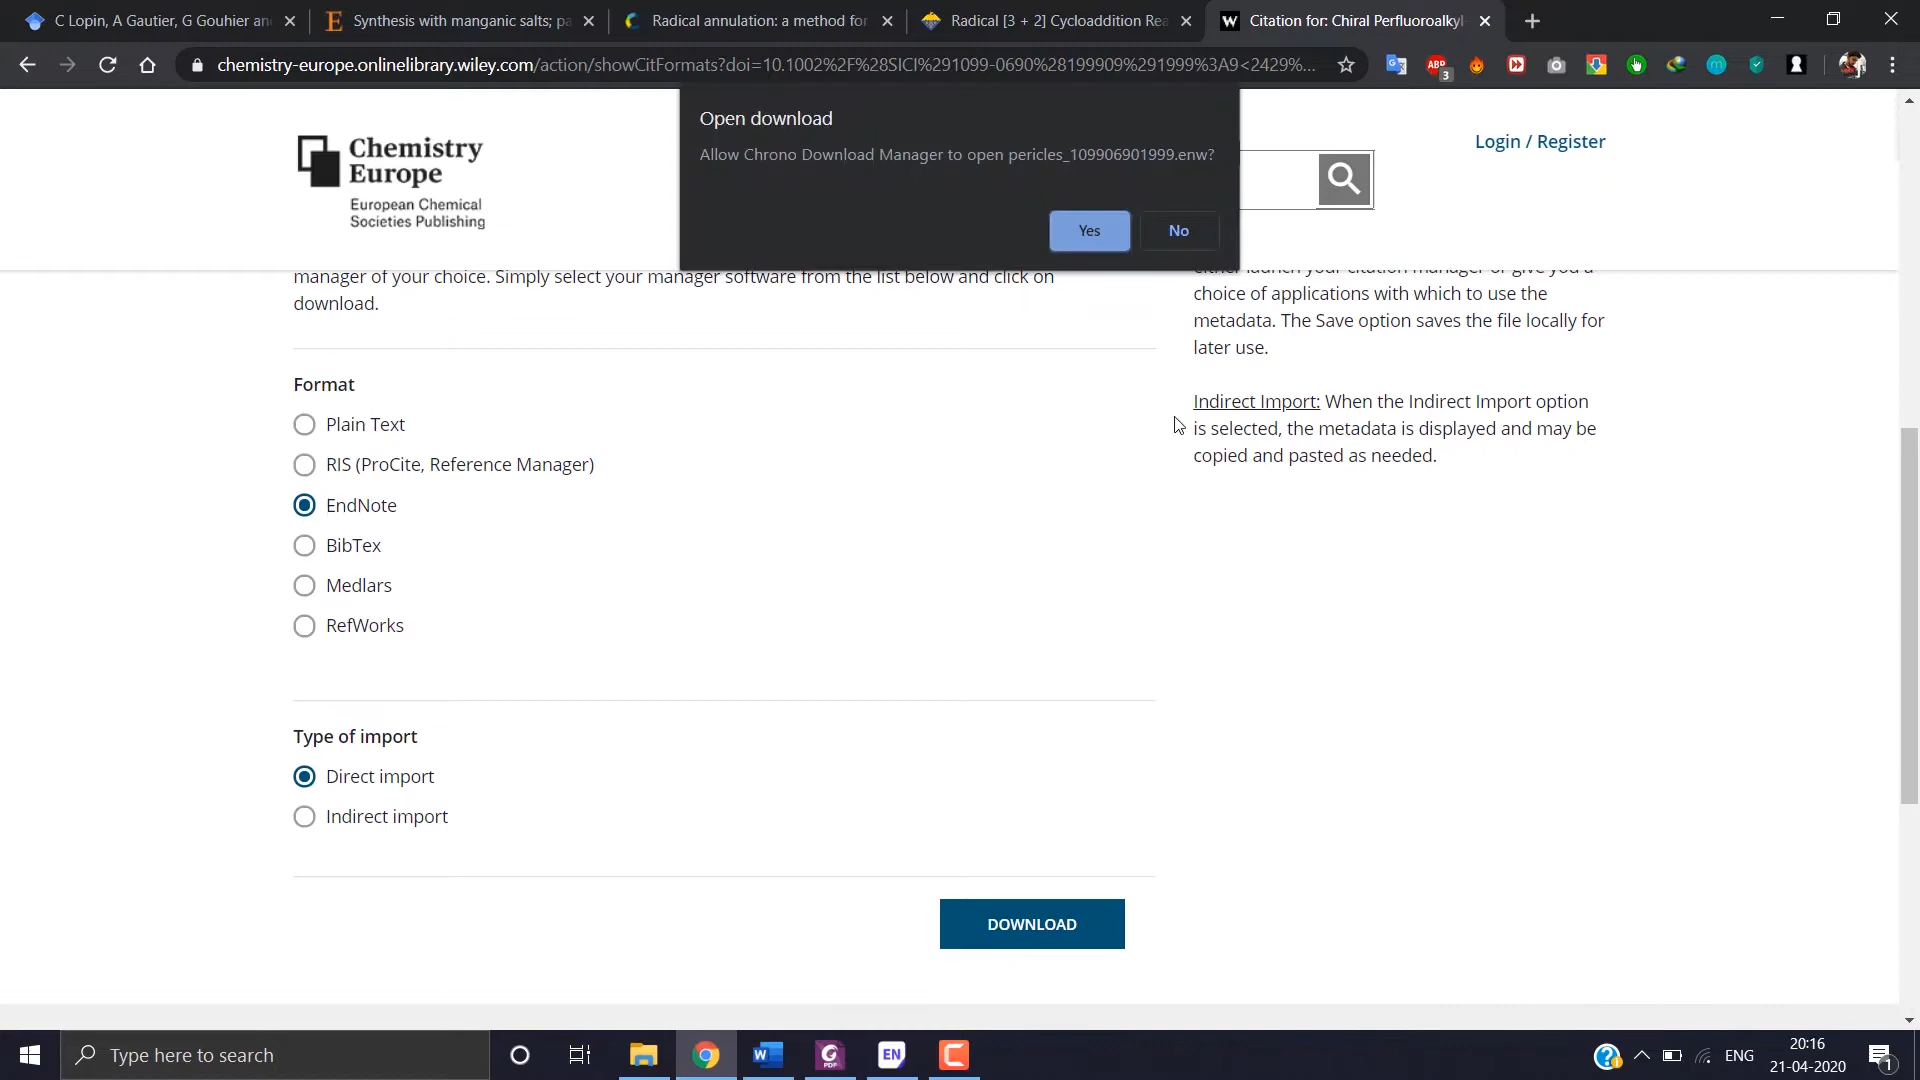 C Lopin, A Gautier, G Gouhier an
Synthesis with manganic salts; pa
Radical annulation: a method for
Radical [3 + 2] Cycloaddition Rea
Citation for: Chiral Perfluoroalkyl
chemistry-europe.onlinelibrary.wiley.com/action/showCitFormats?doi=10.1002%2F%28SICI%291099-0690%28199909%291999%3A9<2429%...
ABP
3
Open download
Allow Chrono Download Manager to open pericles_109906901999.enw?
Yes
No
Chemistry
Europe
European Chemical
Societies Publishing
Login / Register
manager of your choice. Simply select your manager software from the list below and click on
download.
either launch your citation manager or give you a
choice of applications with which to use the
metadata. The Save option saves the file locally for
later use.
Indirect Import: When the Indirect Import option
is selected, the metadata is displayed and may be
copied and pasted as needed.
Format
Plain Text
RIS (ProCite, Reference Manager)
EndNote
BibTex
Medlars
RefWorks
Type of import
Direct import
Indirect import
DOWNLOAD
Type here to search
W
PDF
EN
ENG
20:16
21-04-2020
1